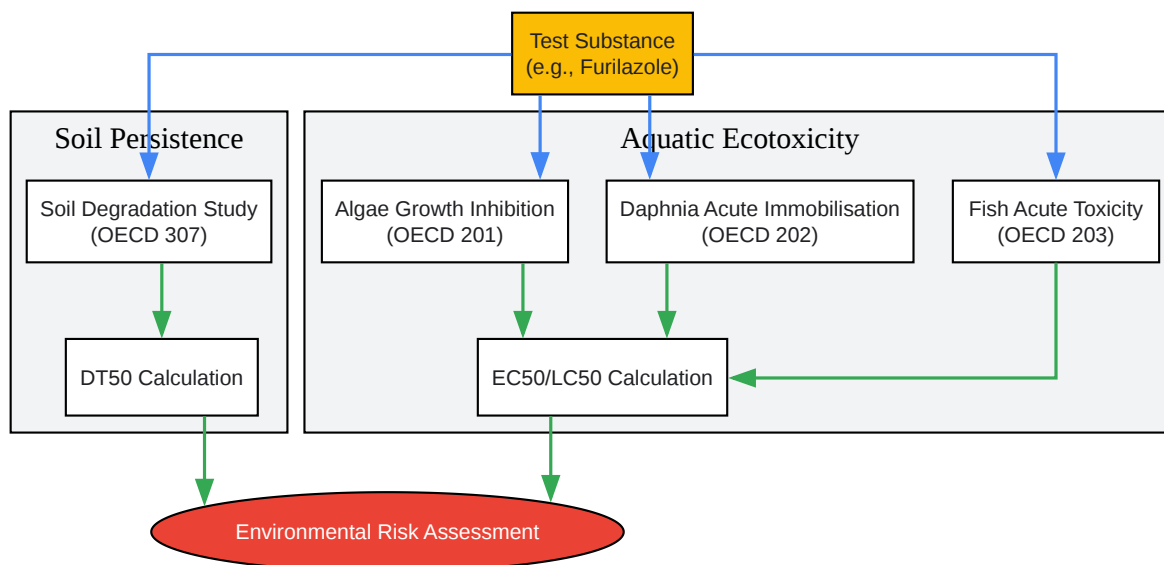 Test Substance
(e.g., Furilazole)
Soil Persistence
Aquatic Ecotoxicity
Soil Degradation Study
(OECD 307)
Algae Growth Inhibition
(OECD 201)
Daphnia Acute Immobilisation
(OECD 202)
Fish Acute Toxicity
(OECD 203)
DT50 Calculation
EC50/LC50 Calculation
Environmental Risk Assessment